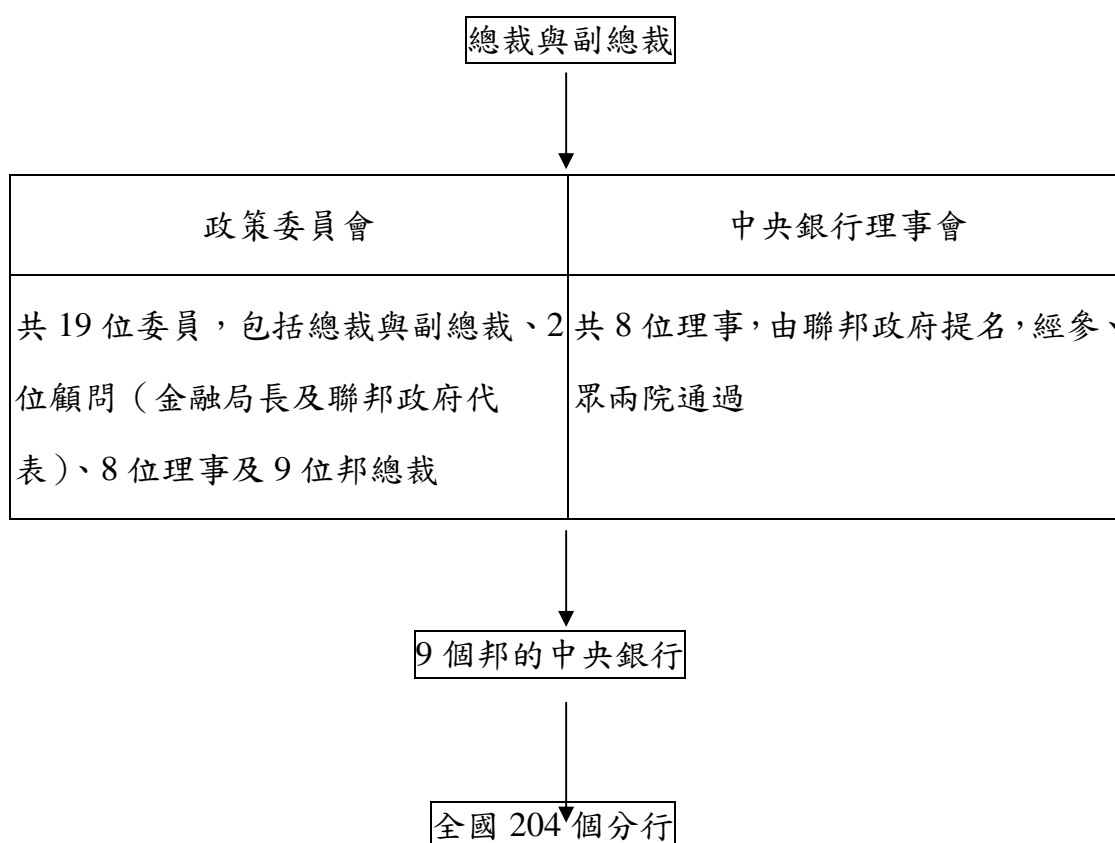 總裁與副總裁
政策委員會
中央銀行理事會
共 19 位委員，包括總裁與副總裁、2
位顧問（金融局長及聯邦政府代
表）、8 位理事及 9 位邦總裁
共 8 位理事，由聯邦政府提名，經參、
眾兩院通過
9 個邦的中央銀行
全國 204 個分行